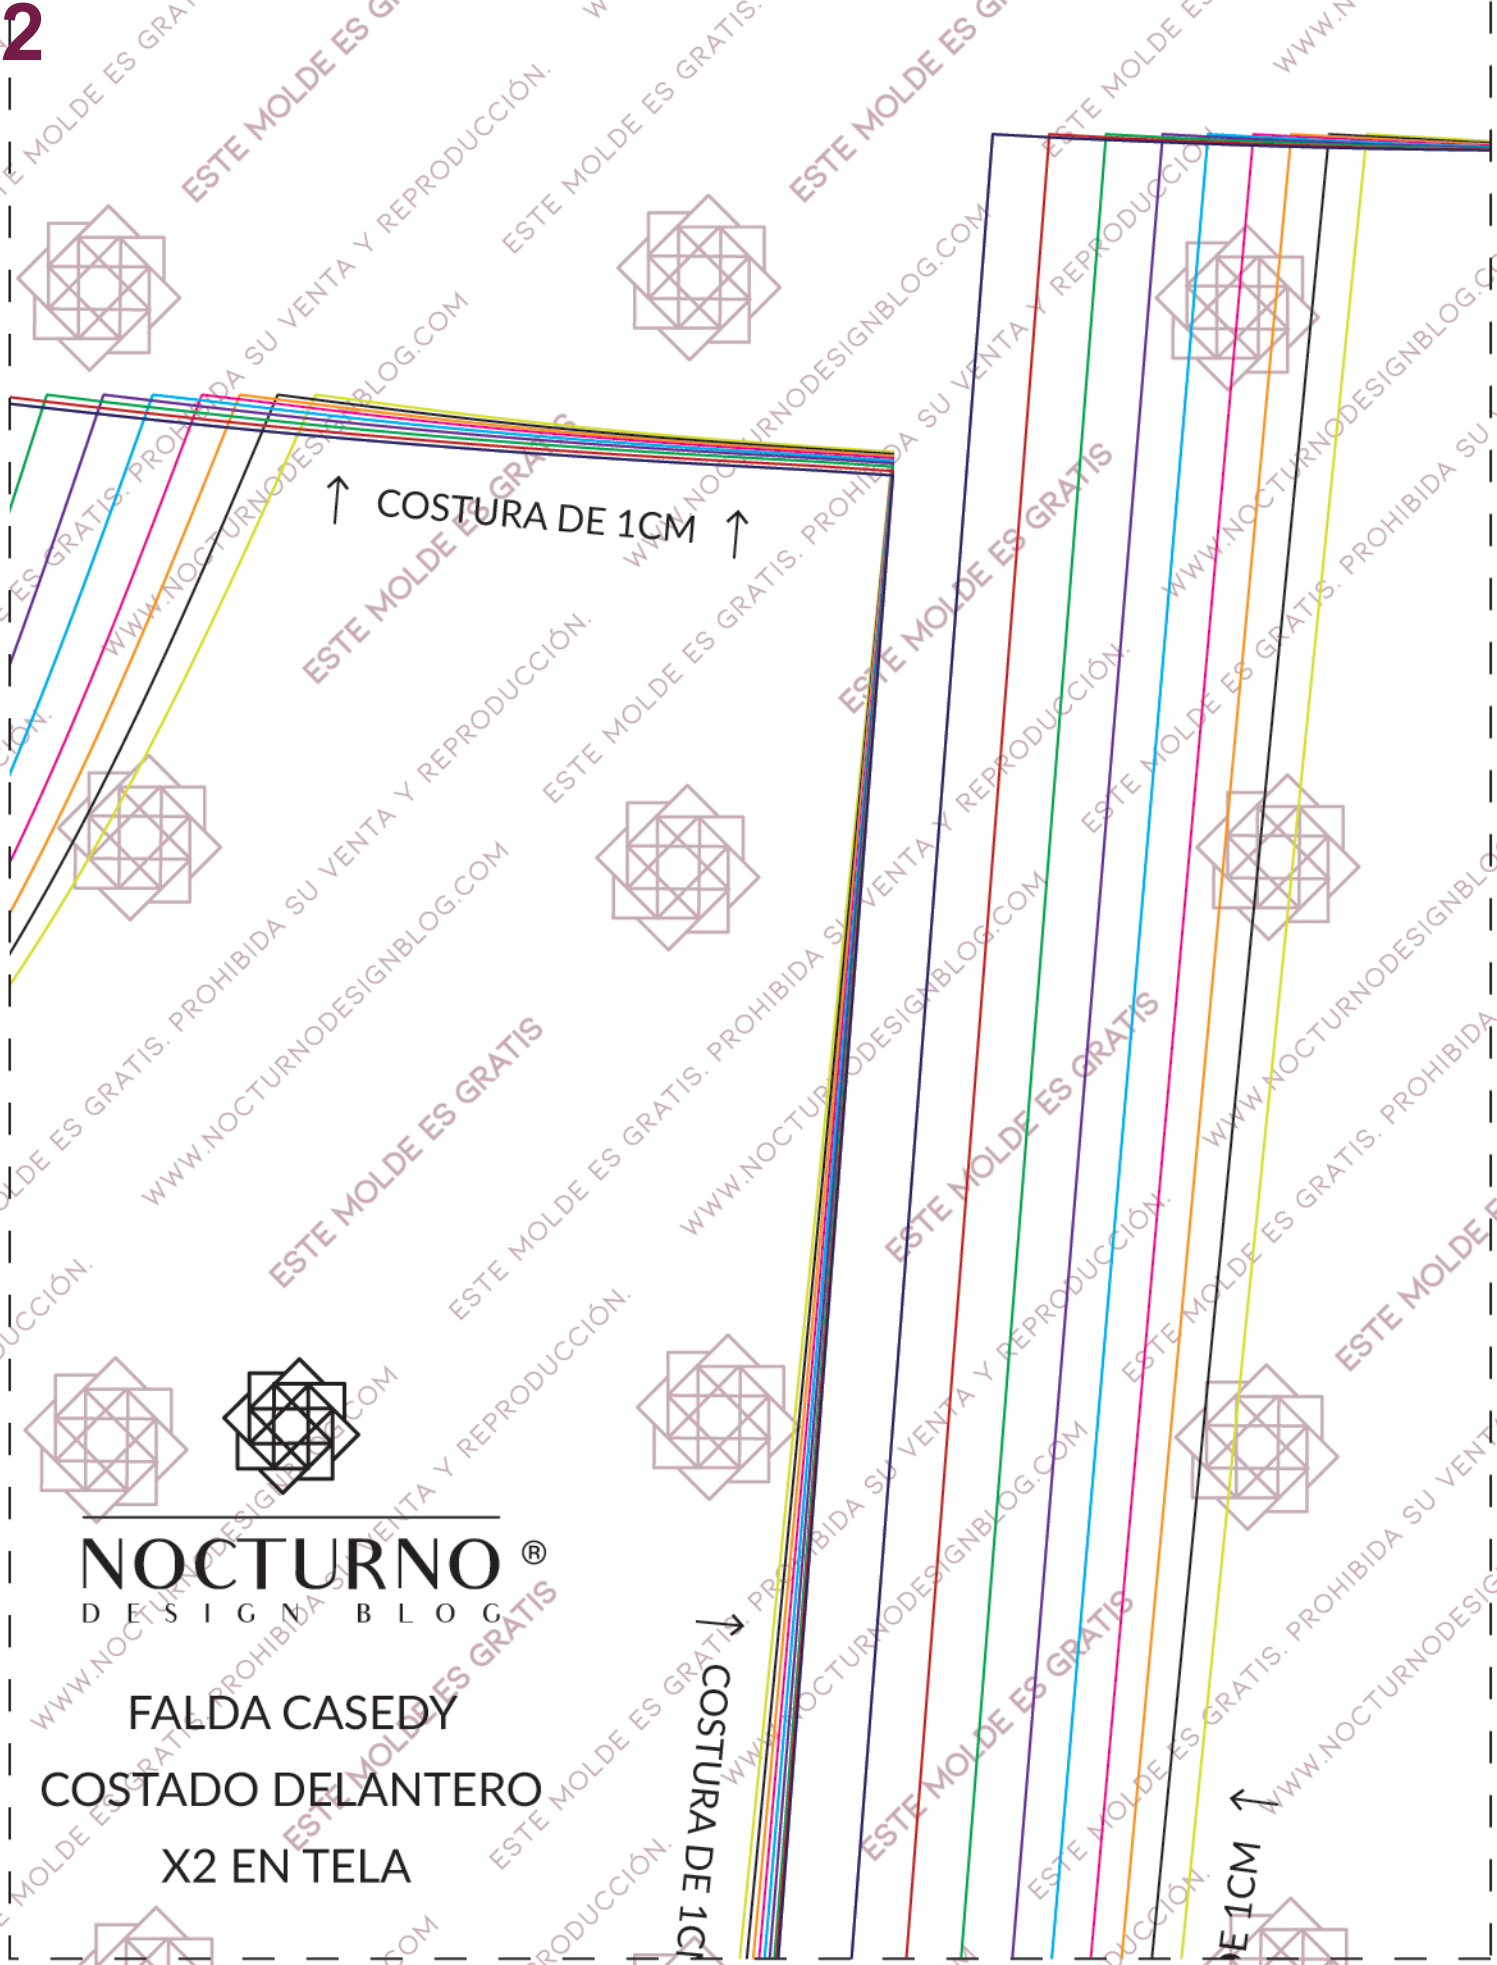 2
COSTURA DE 1CM
NOCTURNO ®
DESIGN BLOG
FALDA CASEDY
COSTADO DELANTERO
X2 EN TELA
COSTURA DE 1C
DE 1CM
ESTE MOLDE ES GRATIS
ESTE MOLDE ES GRATIS. PROHIBIDA SU VENTA Y REPRODUCCIÓN.
WWW.NOCTURNODESIGNBLOG.COM